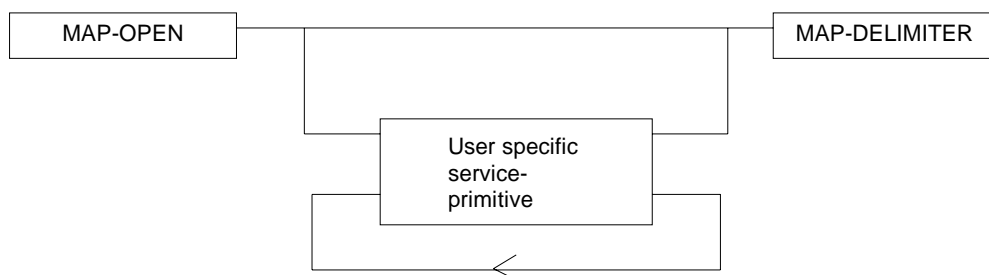 MAP-OPEN
MAP-DELIMITER
User specific
service-
primitive